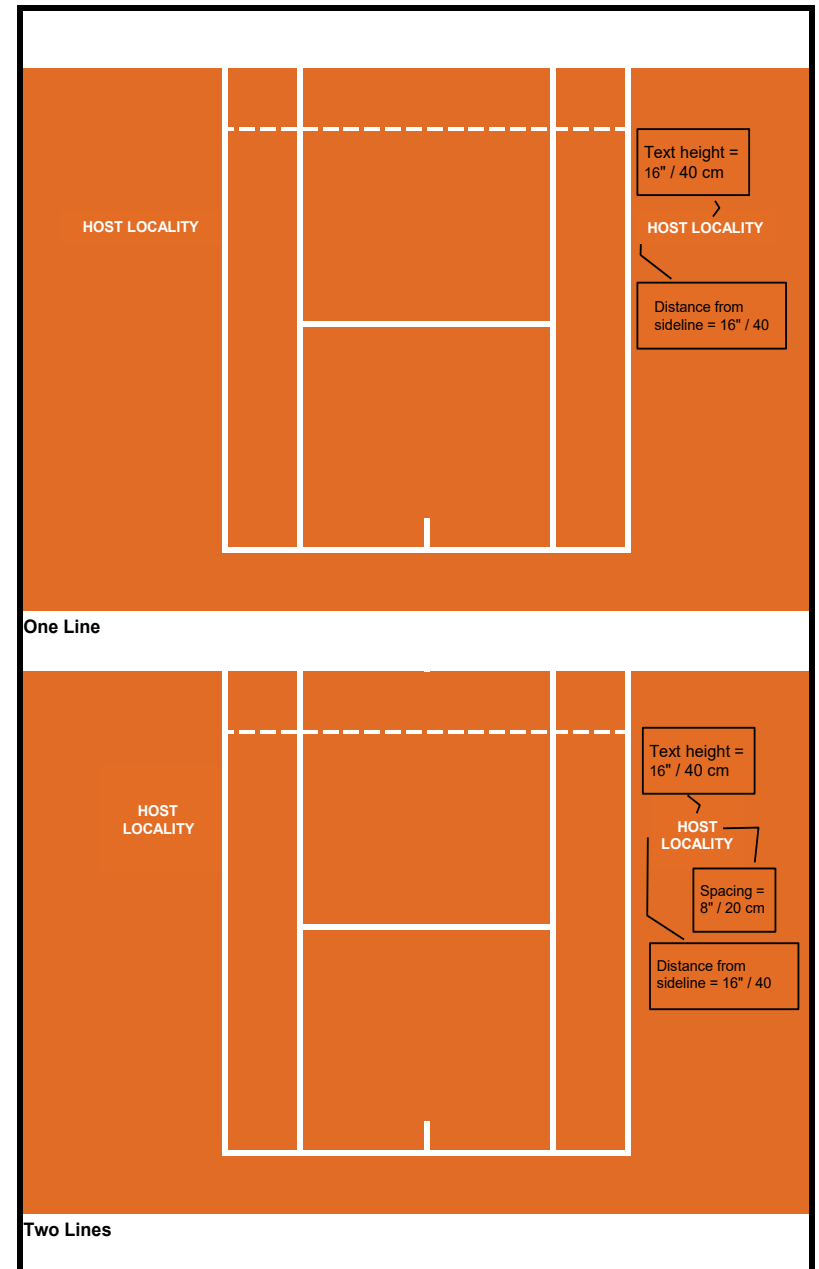 Text height =
16" / 40 cm
HOST LOCALITY
HOST LOCALITY
Distance from
sideline = 16" / 40
One Line
Text height =
16" / 40 cm
HOST
LOCALITY
HOST
LOCALITY
Spacing =
8" / 20 cm
Distance from
sideline = 16" / 40
Two Lines